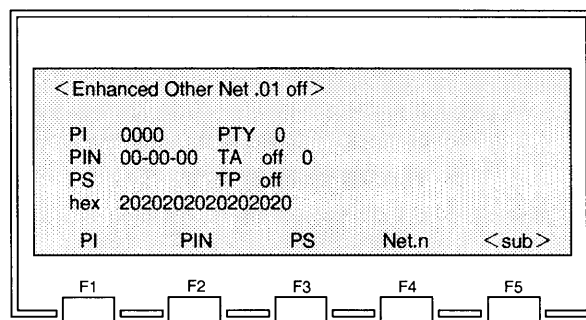 <Enhanced Other Net .01 off>
PI 0000 PTY 0
PIN 00-00-00 TA off 0
PS TP off
hex 2020202020202020
PI PIN PS Net.n <sub>
F1 F2 F3 F4 F5